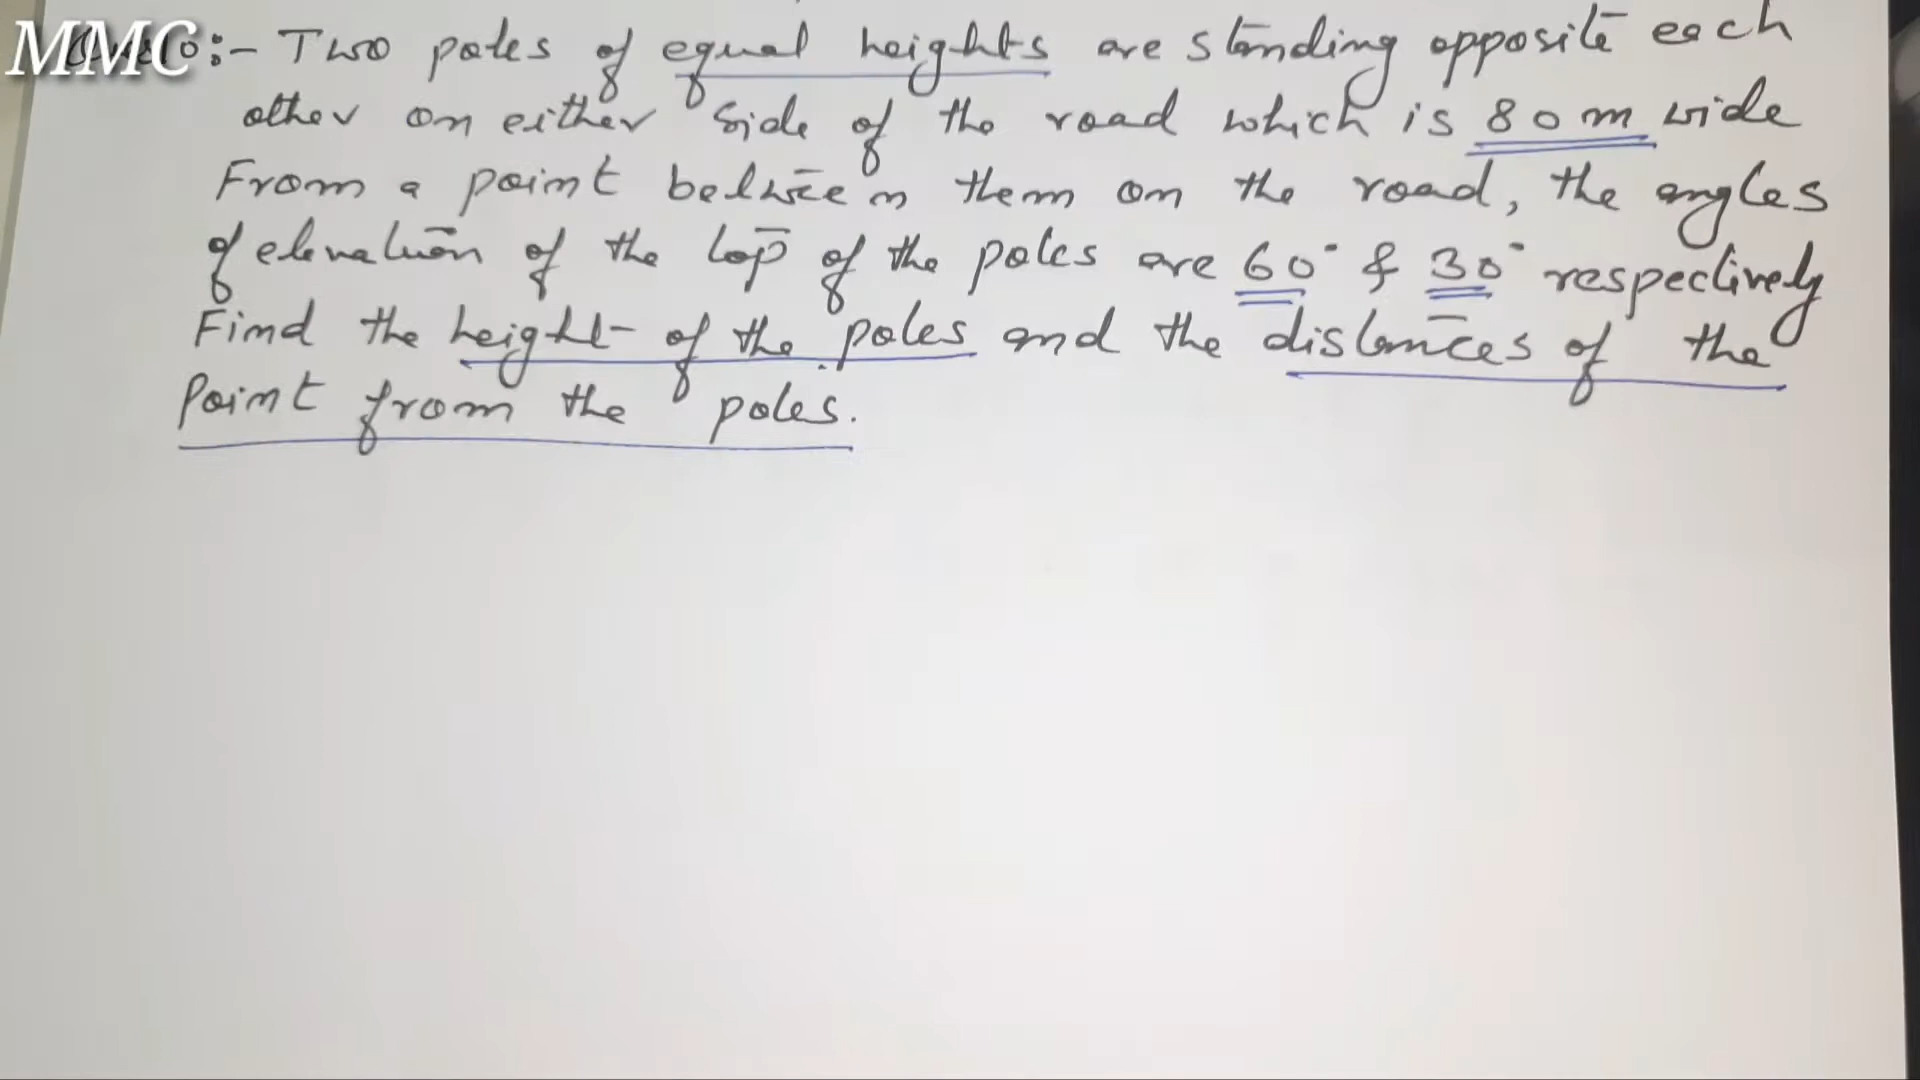 MMC :- Two poles of equal heights are standing opposite each
other on either side of the road which is 80m wide
From a point between them on the road, the angles
of elevation of the top of the poles are 60° & 30° respectively
Find the height of the poles and the distances of the
Point from the poles.